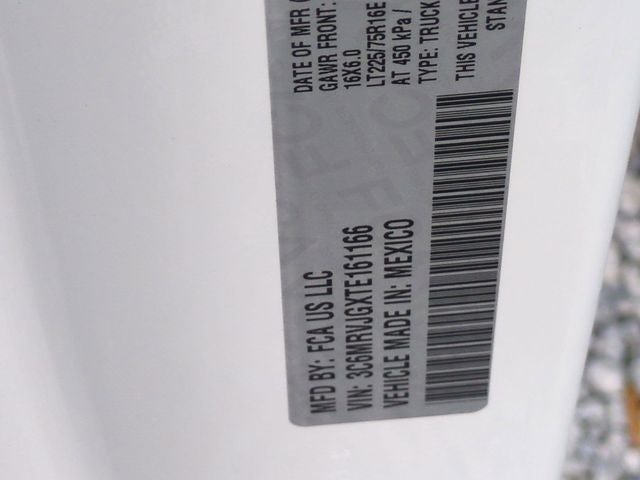 MFD BY: FCA US LLC
DATE OF MFR
VIN: 3C6MRVJGXTE161166
GAWR FRONT:
VEHICLE MADE IN: MEXICO
16X6.0
LT225/75R16E
AT 450 kPa /
TYPE: TRUCK
THIS VEHICLE
STAN